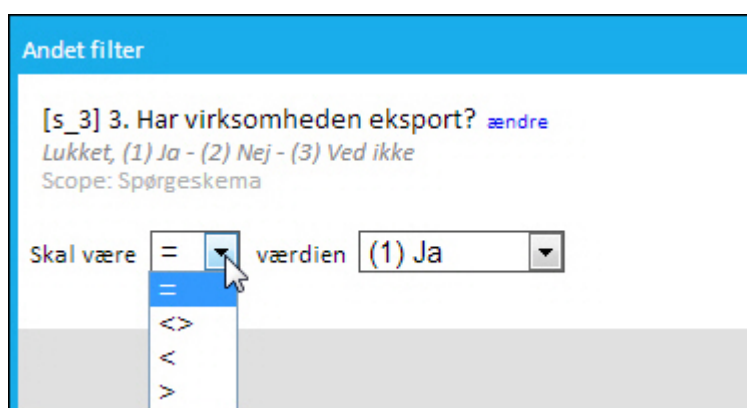 Andet filter
[s_3] 3. Har virksomheden eksport? ændre
Lukket, (1) Ja - (2) Nej - (3) Ved ikke
Scope: Spørgeskema
Skal være = værdien (1) Ja
=
<>
<
>